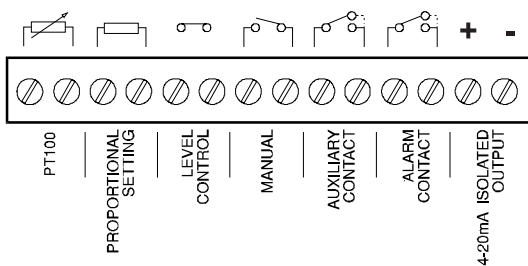 + -
PT100
PROPORTIONAL
SETTING
LEVEL
CONTROL
MANUAL
AUXILIARY
CONTACT
ALARM
CONTACT
4-20mA ISOLATED
OUTPUT